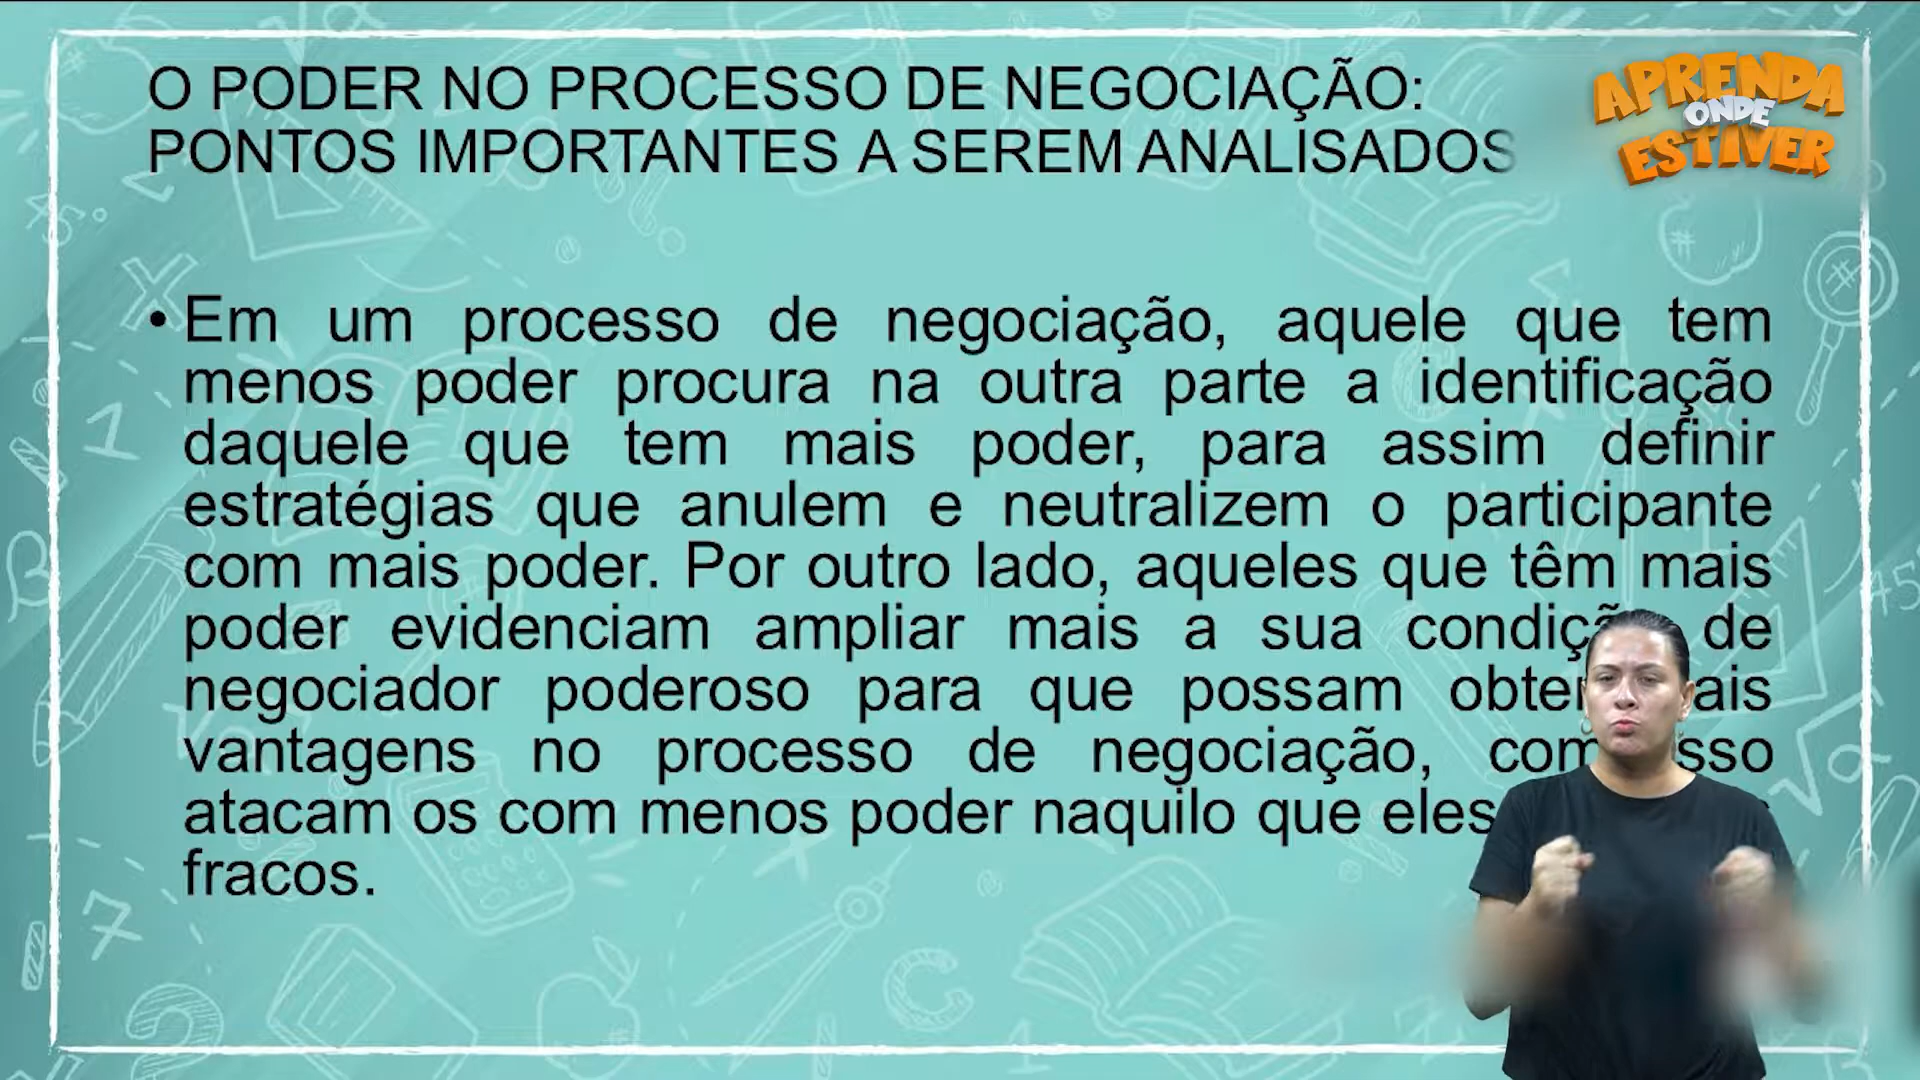 O PODER NO PROCESSO DE NEGOCIAÇÃO:
PONTOS IMPORTANTES A SEREM ANALISADOS
APRENDA
ONDE
ESTIVER
• Em um processo de negociação, aquele que tem
menos poder procura na outra parte a identificação
daquele que tem mais poder, para assim definir
estratégias que anulem e neutralizem o participante
com mais poder. Por outro lado, aqueles que têm mais
poder evidenciam ampliar mais a sua condição de
negociador poderoso para que possam obter
vantagens no processo de negociação, com
atacam os com menos poder naquilo que eles
fracos.